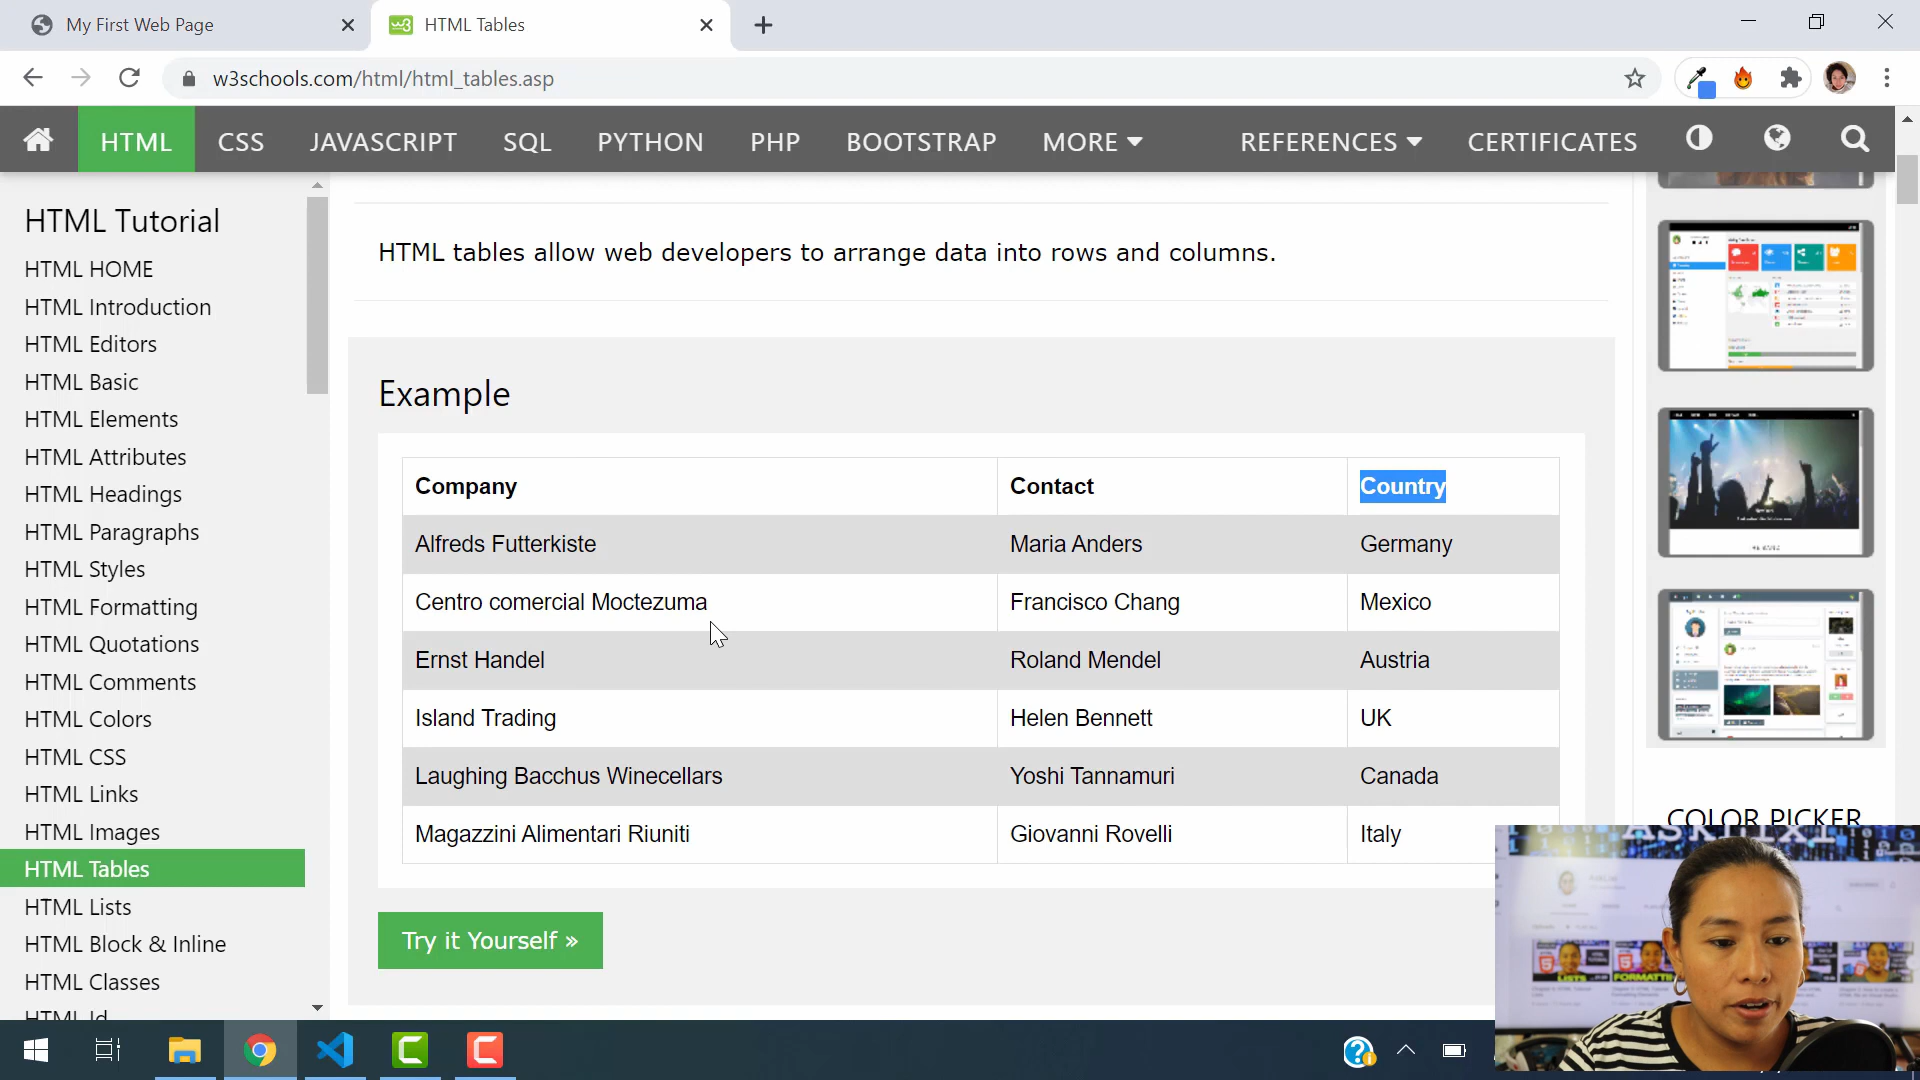 My First Web Page
HTML Tables
w3schools.com/html/html_tables.asp
HTML CSS JAVASCRIPT SQL PYTHON PHP BOOTSTRAP MORE REFERENCES CERTIFICATES
HTML Tutorial
HTML HOME
HTML Introduction
HTML Editors
HTML Basic
HTML Elements
HTML Attributes
HTML Headings
HTML Paragraphs
HTML Styles
HTML Formatting
HTML Quotations
HTML Comments
HTML Colors
HTML CSS
HTML Links
HTML Images
HTML Tables
HTML Lists
HTML Block & Inline
HTML Classes
HTML Id
HTML tables allow web developers to arrange data into rows and columns.
Example
Company Contact Country
Alfreds Futterkiste Maria Anders Germany
Centro comercial Moctezuma Francisco Chang Mexico
Ernst Handel Roland Mendel Austria
Island Trading Helen Bennett UK
Laughing Bacchus Winecellars Yoshi Tannamuri Canada
Magazzini Alimentari Riuniti Giovanni Rovelli Italy
Try it Yourself »
COLOR PICKER